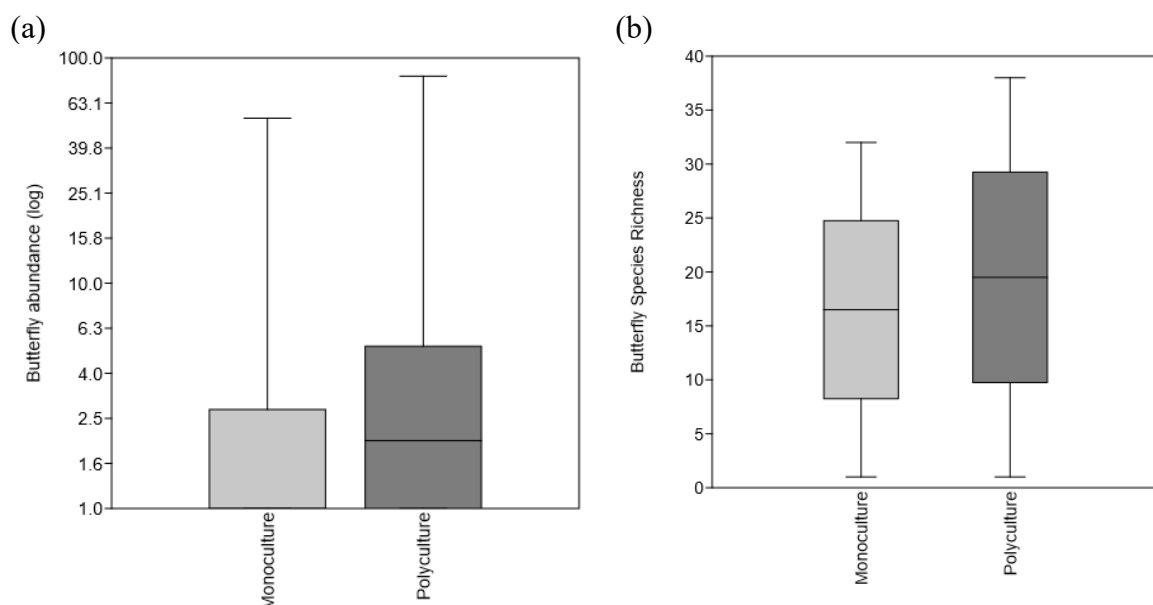 (a)
Butterfly abundance (log)
100.0
63.1
39.8
25.1
15.8
10.0
6.3
4.0
2.5
1.6
1.0
Monoculture
Polyculture
(b)
Butterfly Species Richness
40
35
30
25
20
15
10
5
0
Monoculture
Polyculture